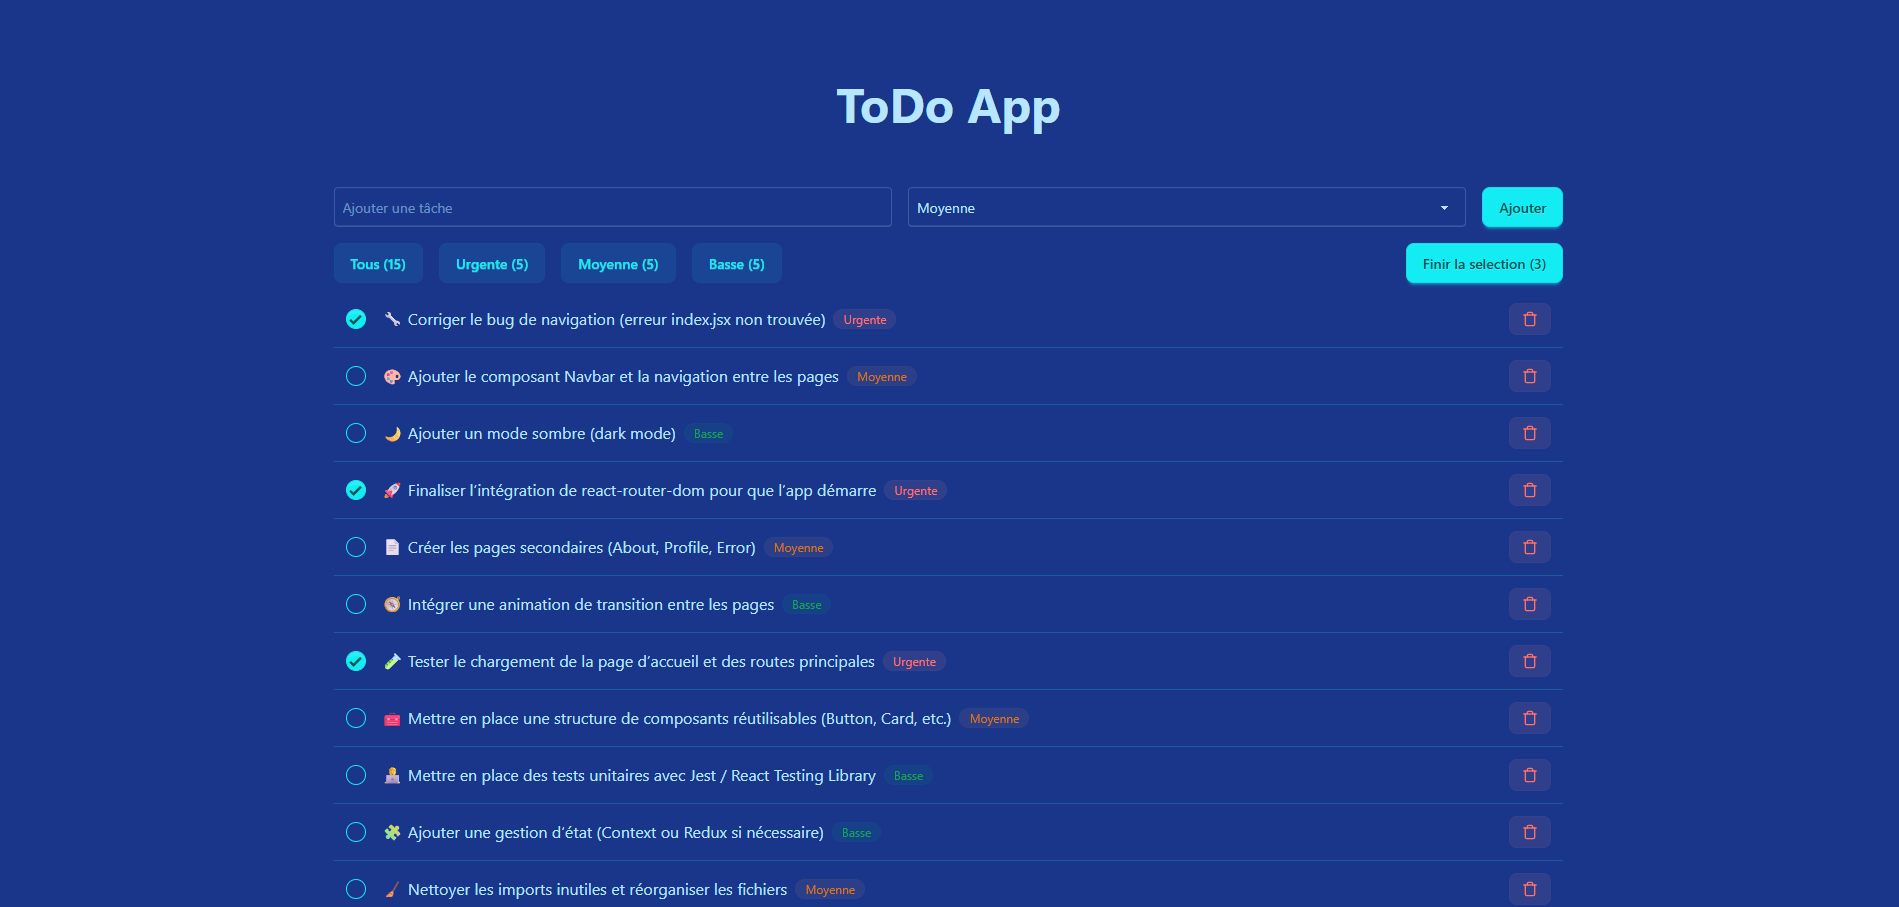 ToDo App
Ajouter une tâche Moyenne Ajouter
Tous (15) Urgente (5) Moyenne (5) Basse (5) Finir la selection (3)
🔧 Corriger le bug de navigation (erreur index.jsx non trouvée) Urgente
🎨 Ajouter le composant Navbar et la navigation entre les pages Moyenne
🌙 Ajouter un mode sombre (dark mode) Basse
🚀 Finaliser l’intégration de react-router-dom pour que l’app démarre Urgente
📄 Créer les pages secondaires (About, Profile, Error) Moyenne
🧭 Intégrer une animation de transition entre les pages Basse
🧪 Tester le chargement de la page d’accueil et des routes principales Urgente
🧰 Mettre en place une structure de composants réutilisables (Button, Card, etc.) Moyenne
🧑‍💻 Mettre en place des tests unitaires avec Jest / React Testing Library Basse
🧩 Ajouter une gestion d’état (Context ou Redux si nécessaire) Basse
🧹 Nettoyer les imports inutiles et réorganiser les fichiers Moyenne